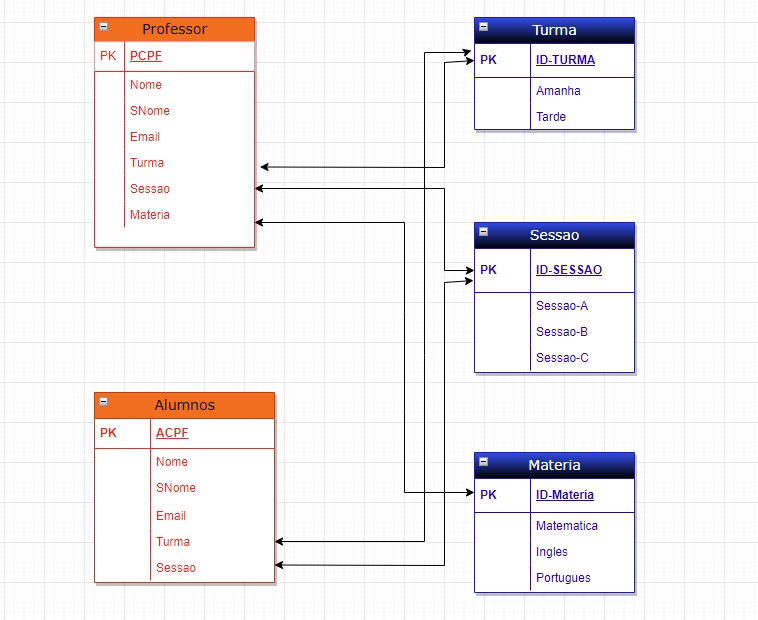 Professor
PK PCPF
Nome
SNome
Email
Turma
Sessao
Materia
Turma
PK ID-TURMA
Amanha
Tarde
Sessao
PK ID-SESSAO
Sessao-A
Sessao-B
Sessao-C
Alumnos
PK ACPF
Nome
SNome
Email
Turma
Sessao
Materia
PK ID-Materia
Matematica
Ingles
Portugues